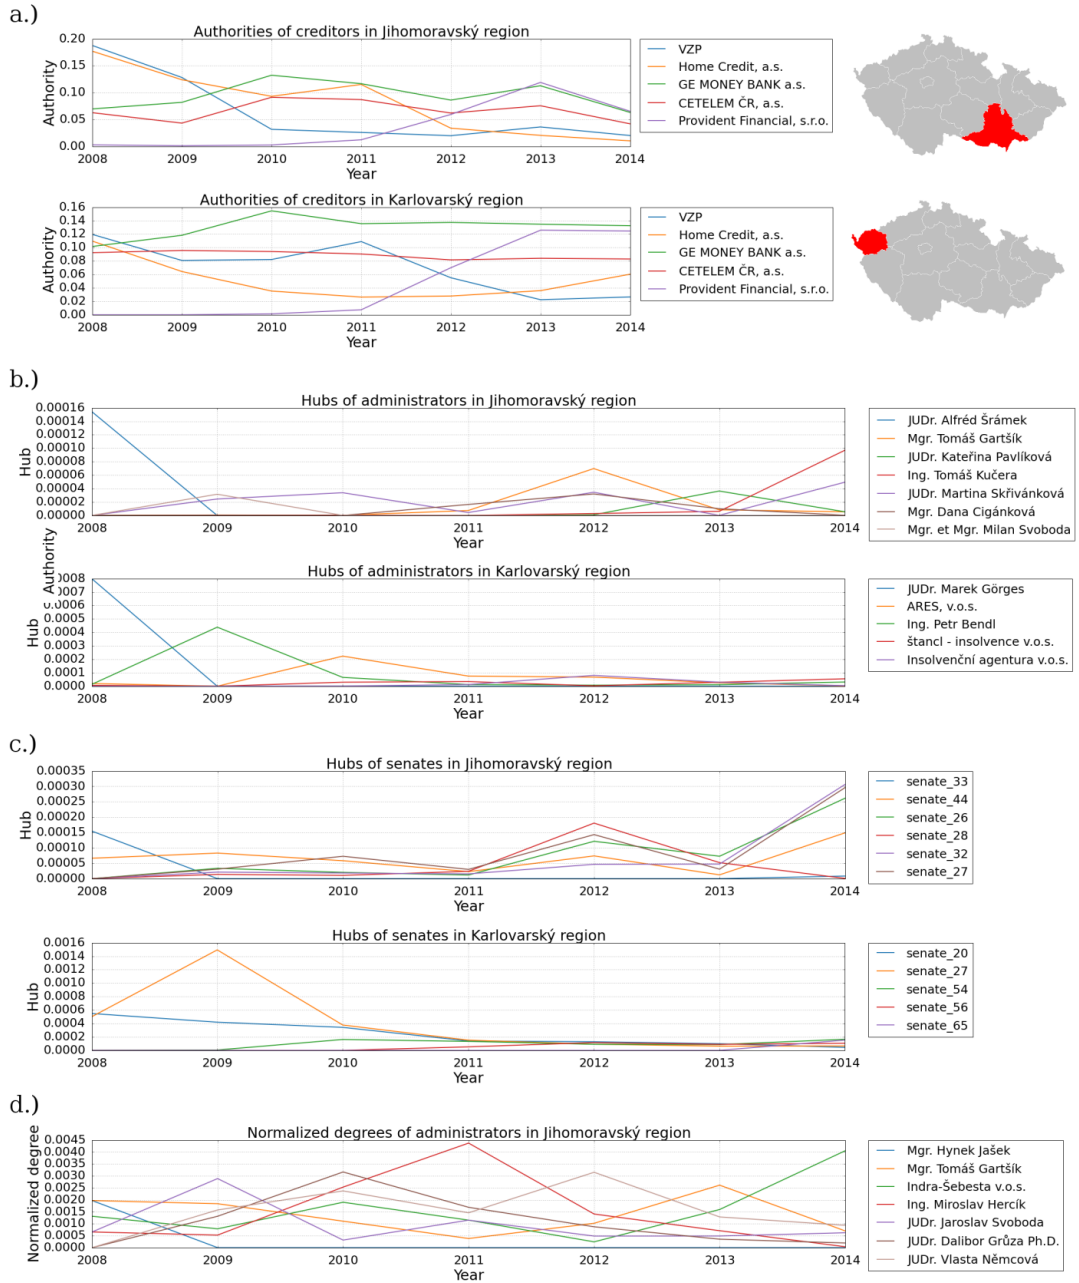 a.)
Authorities of creditors in Jihomoravský region
0.20
0.15
0.10
0.05
0.00
Authority
2008 2009 2010 2011 2012 2013 2014
Year
VZP
Home Credit, a.s.
GE MONEY BANK a.s.
CETELEM ČR, a.s.
Provident Financial, s.r.o.
Authorities of creditors in Karlovarský region
0.16
0.14
0.12
0.10
0.08
0.06
0.04
0.02
0.00
Authority
2008 2009 2010 2011 2012 2013 2014
Year
VZP
Home Credit, a.s.
GE MONEY BANK a.s.
CETELEM ČR, a.s.
Provident Financial, s.r.o.
b.)
Hubs of administrators in Jihomoravský region
0.00016
0.00014
0.00012
0.00010
0.00008
0.00006
0.00004
0.00002
0.00000
Hub
2008 2009 2010 2011 2012 2013 2014
Year
JUDr. Alfréd Šrámek
Mgr. Tomáš Gartšík
JUDr. Kateřina Pavlíková
Ing. Tomáš Kučera
JUDr. Martina Skřivánková
Mgr. Dana Cigánková
Mgr. et Mgr. Milan Svoboda
Authority
Hubs of administrators in Karlovarský region
0008
0007
0.0006
0.0005
0.0004
0.0003
0.0002
0.0001
0.0000
Hub
2008 2009 2010 2011 2012 2013 2014
Year
JUDr. Marek Görges
ARES, v.o.s.
Ing. Petr Bendl
štancl - insolvence v.o.s.
Insolvenční agentura v.o.s.
c.)
Hubs of senates in Jihomoravský region
0.00035
0.00030
0.00025
0.00020
0.00015
0.00010
0.00005
0.00000
Hub
2008 2009 2010 2011 2012 2013 2014
Year
senate_33
senate_44
senate_26
senate_28
senate_32
senate_27
Hubs of senates in Karlovarský region
0.0016
0.0014
0.0012
0.0010
0.0008
0.0006
0.0004
0.0002
0.0000
Hub
2008 2009 2010 2011 2012 2013 2014
Year
senate_20
senate_27
senate_54
senate_56
senate_65
d.)
Normalized degrees of administrators in Jihomoravský region
0.0045
0.0040
0.0035
0.0030
0.0025
0.0020
0.0015
0.0010
0.0005
0.0000
Normalized degree
2008 2009 2010 2011 2012 2013 2014
Year
Mgr. Hynek Jašek
Mgr. Tomáš Gartšík
Indra-Šebesta v.o.s.
Ing. Miroslav Hercík
JUDr. Jaroslav Svoboda
JUDr. Dalibor Grůza Ph.D.
JUDr. Vlasta Němcová